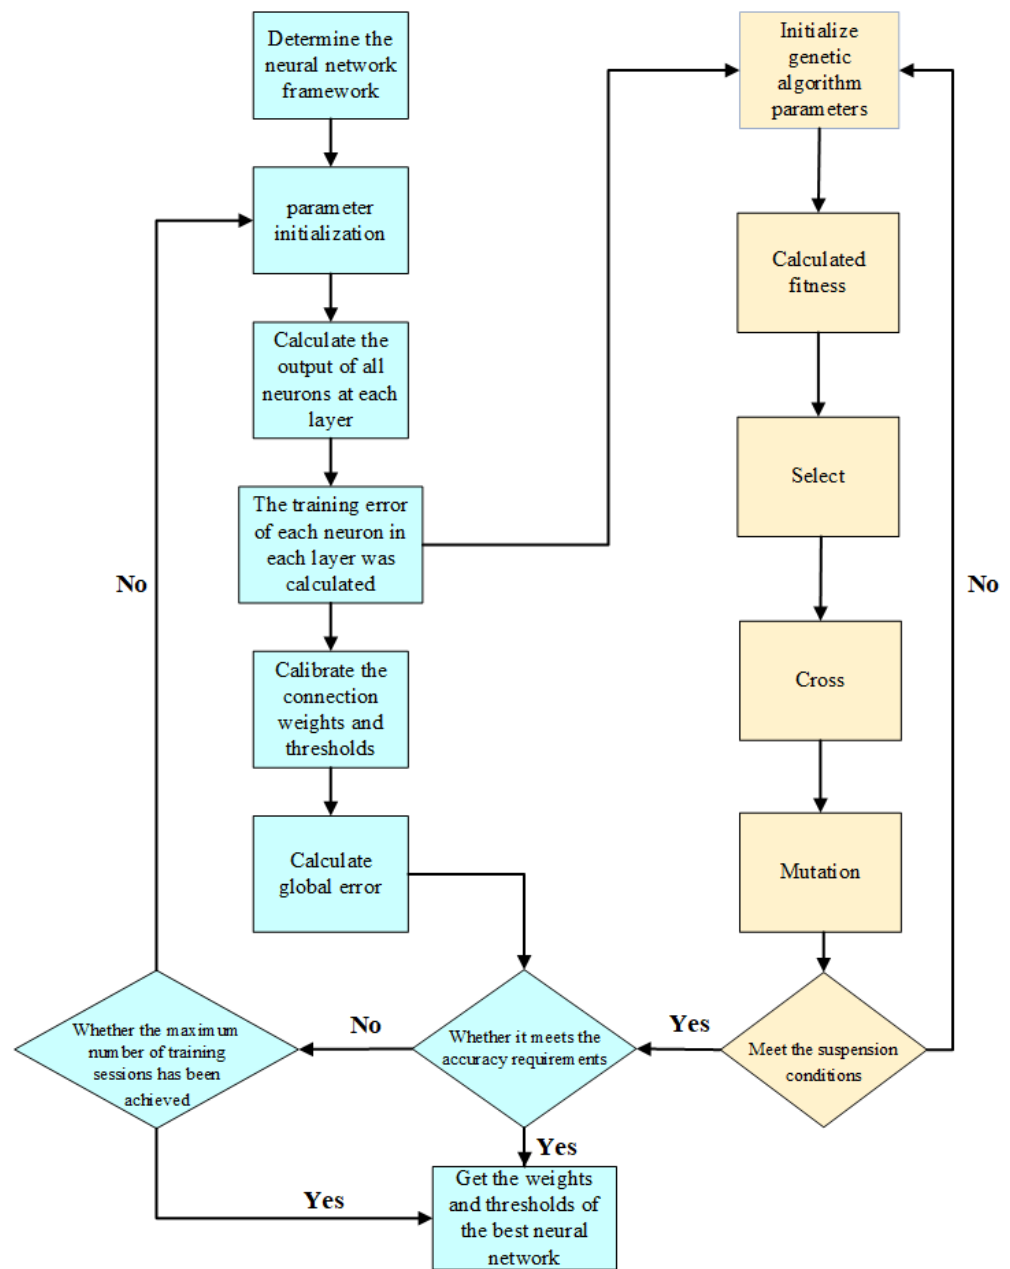 Determine the
neural network
framework
parameter
initialization
Calculate the
output of all
neurons at each
layer
The training error
of each neuron in
each layer was
calculated
Calibrate the
connection
weights and
thresholds
Calculate
global error
Whether it meets the
accuracy requirements
No
Whether the maximum
number of training
sessions has been
achieved
No
Yes
Yes
Get the weights
and thresholds of
the best neural
network
Initialize
genetic
algorithm
parameters
Calculated
fitness
Select
Cross
Mutation
Meet the suspension
conditions
Yes
No